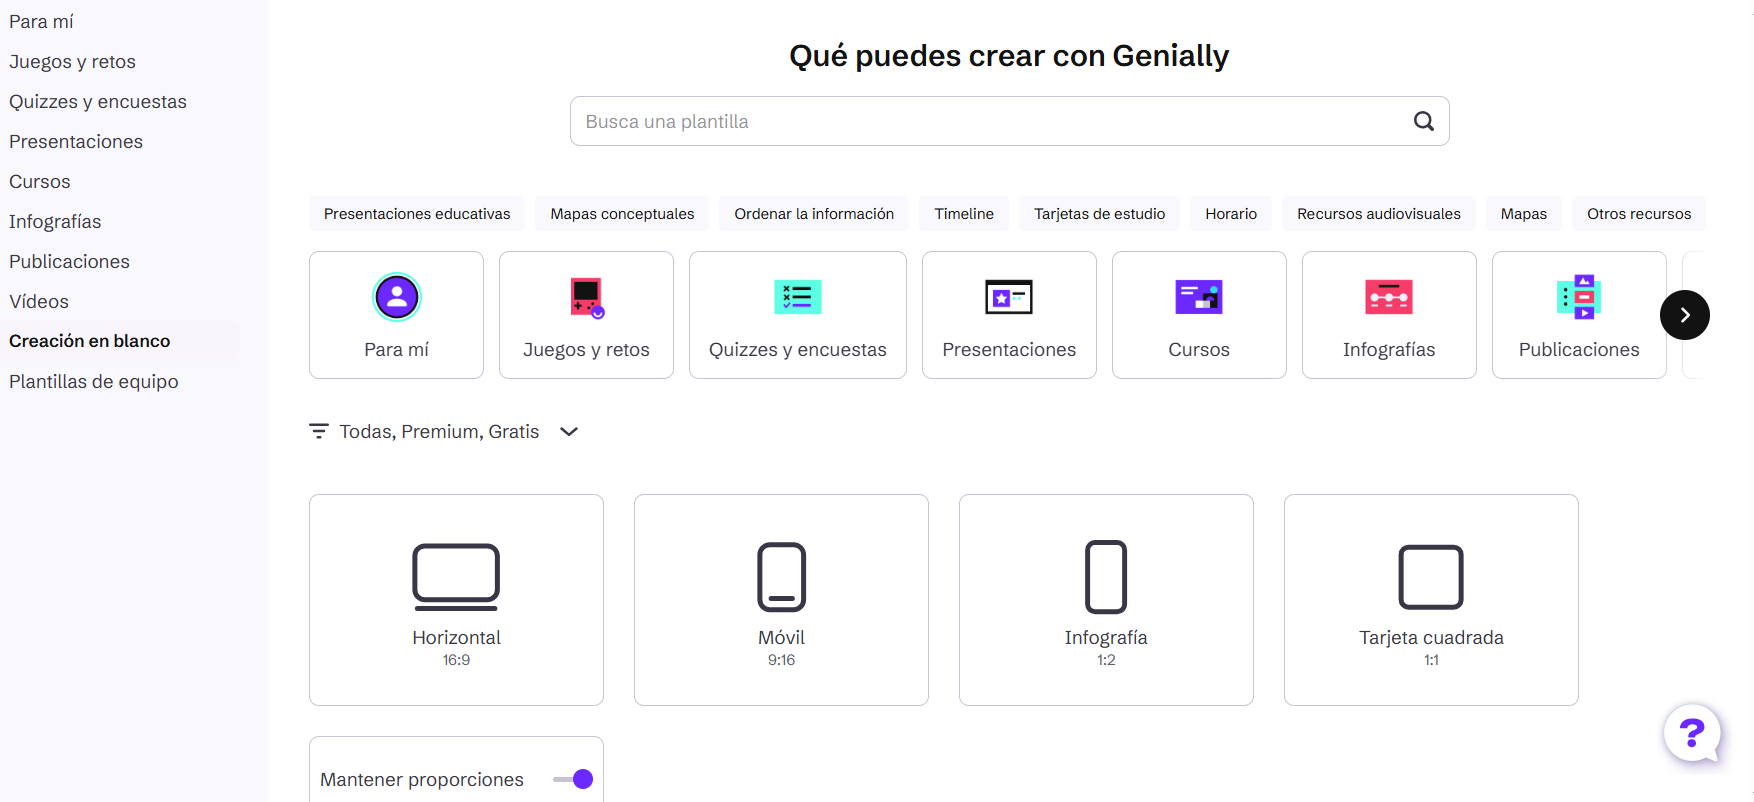 Para mí
Juegos y retos
Quizzes y encuestas
Presentaciones
Cursos
Infografías
Publicaciones
Vídeos
Creación en blanco
Plantillas de equipo
Qué puedes crear con Genially
Busca una plantilla
Presentaciones educativas
Mapas conceptuales
Ordenar la información
Timeline
Tarjetas de estudio
Horario
Recursos audiovisuales
Mapas
Otros recursos
Para mí
Juegos y retos
Quizzes y encuestas
Presentaciones
Cursos
Infografías
Publicaciones
Todas, Premium, Gratis
Horizontal
16:9
Móvil
9:16
Infografía
1:2
Tarjeta cuadrada
1:1
Mantener proporciones
?